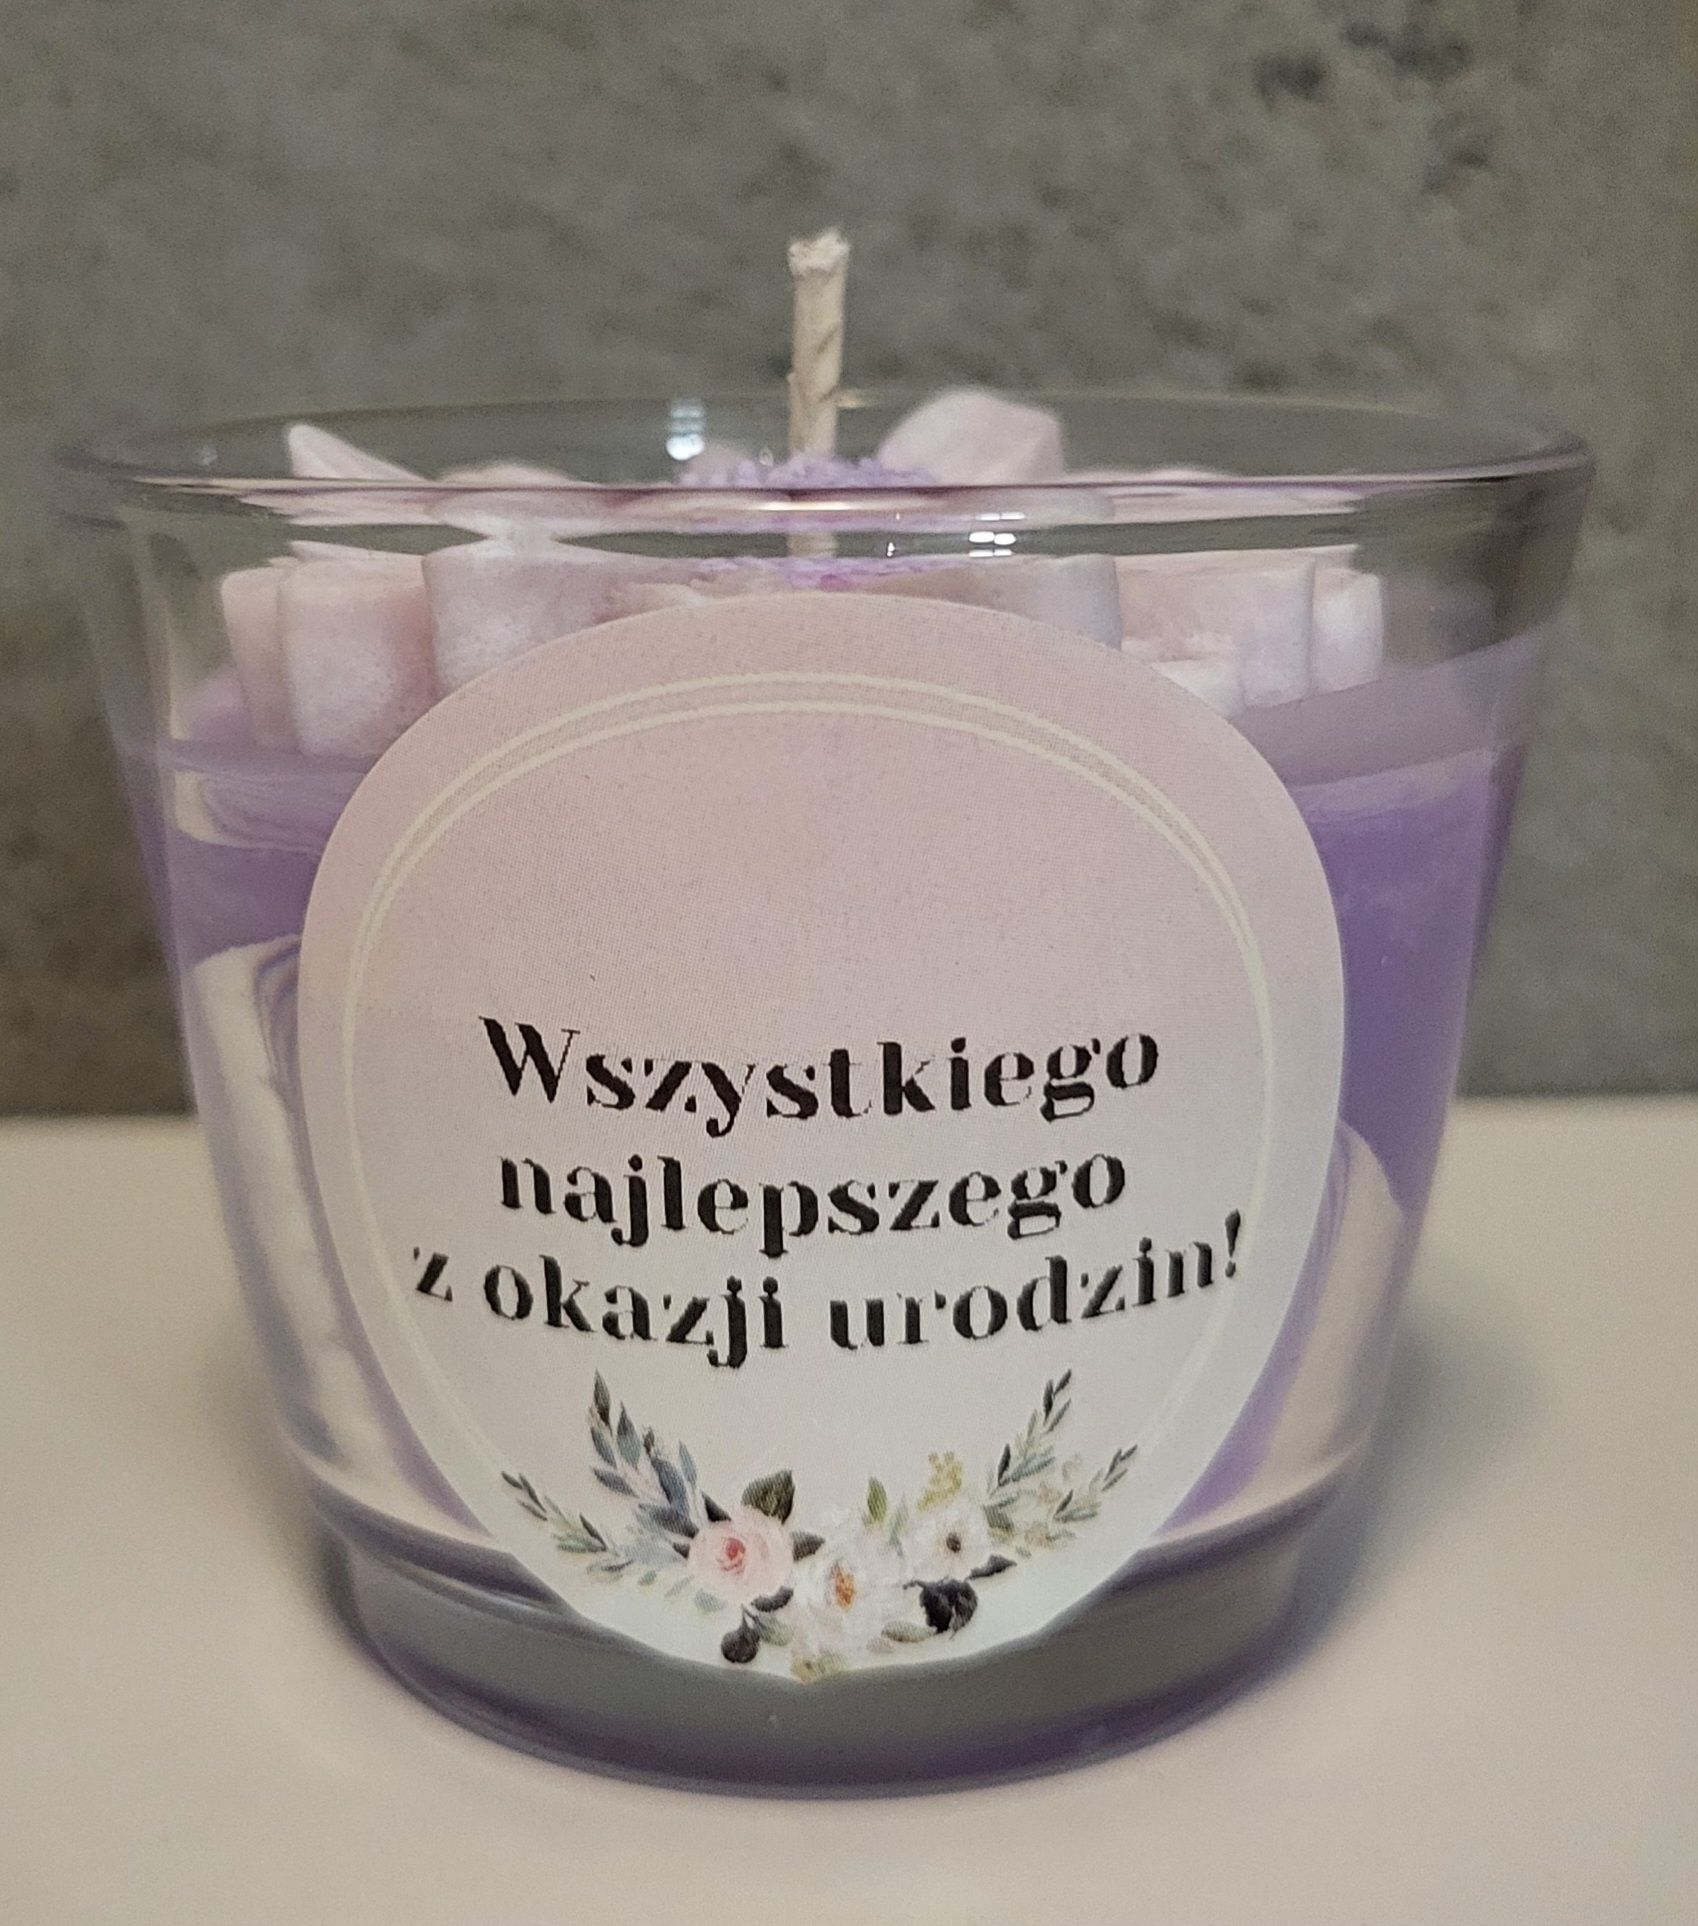 Wszystkiego
najlepszego
z okazji urodzin!